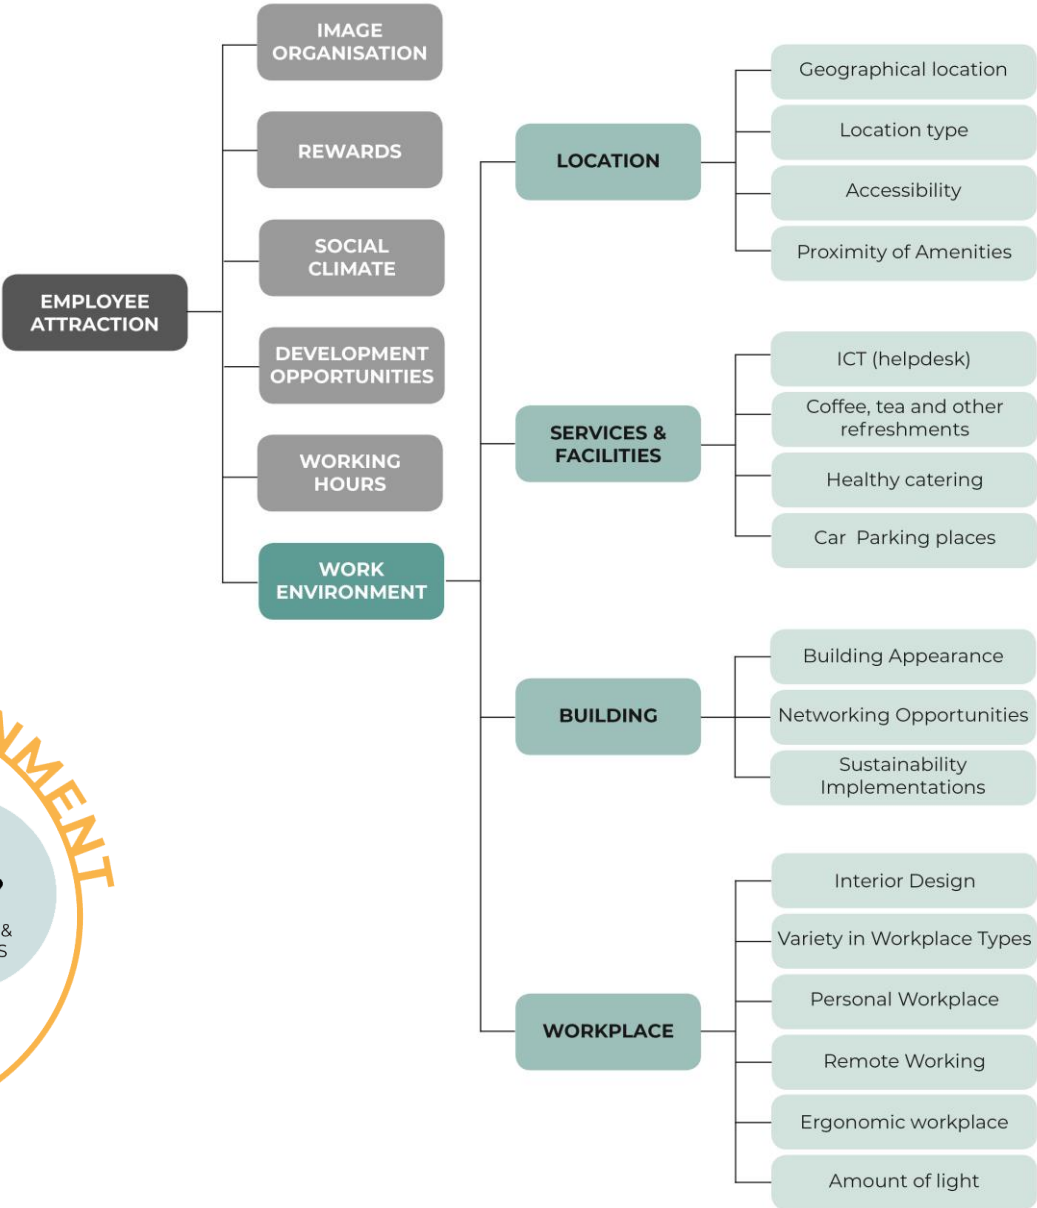 IMAGE
ORGANISATION
REWARDS
SOCIAL
CLIMATE
EMPLOYEE
ATTRACTION
DEVELOPMENT
OPPORTUNITIES
WORKING
HOURS
WORK
ENVIRONMENT
LOCATION
Geographical location
Location type
Accessibility
Proximity of Amenities
SERVICES &
FACILITIES
ICT (helpdesk)
Coffee, tea and other
refreshments
Healthy catering
Car Parking places
BUILDING
Building Appearance
Networking Opportunities
Sustainability
Implementations
WORKPLACE
Interior Design
Variety in Workplace Types
Personal Workplace
Remote Working
Ergonomic workplace
Amount of light
NMENT
&
S